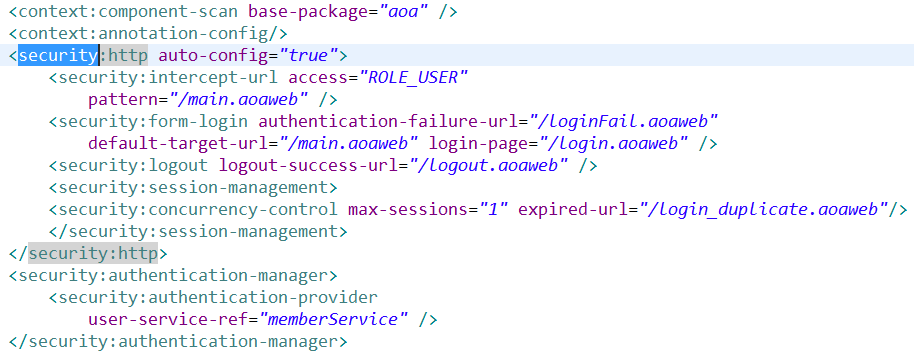 <context:component-scan base-package="aoa" />
<context:annotation-config/>
<security:http auto-config="true">
<security:intercept-url access="ROLE_USER"
pattern="/main.aoaweb" />
<security:form-login authentication-failure-url="/loginFail.aoaweb"
default-target-url="/main.aoaweb" login-page="/login.aoaweb" />
<security:logout logout-success-url="/logout.aoaweb" />
<security:session-management>
<security:concurrency-control max-sessions="1" expired-url="/login_duplicate.aoaweb"/>
</security:session-management>
</security:http>
<security:authentication-manager>
<security:authentication-provider
user-service-ref="memberService" />
</security:authentication-manager>